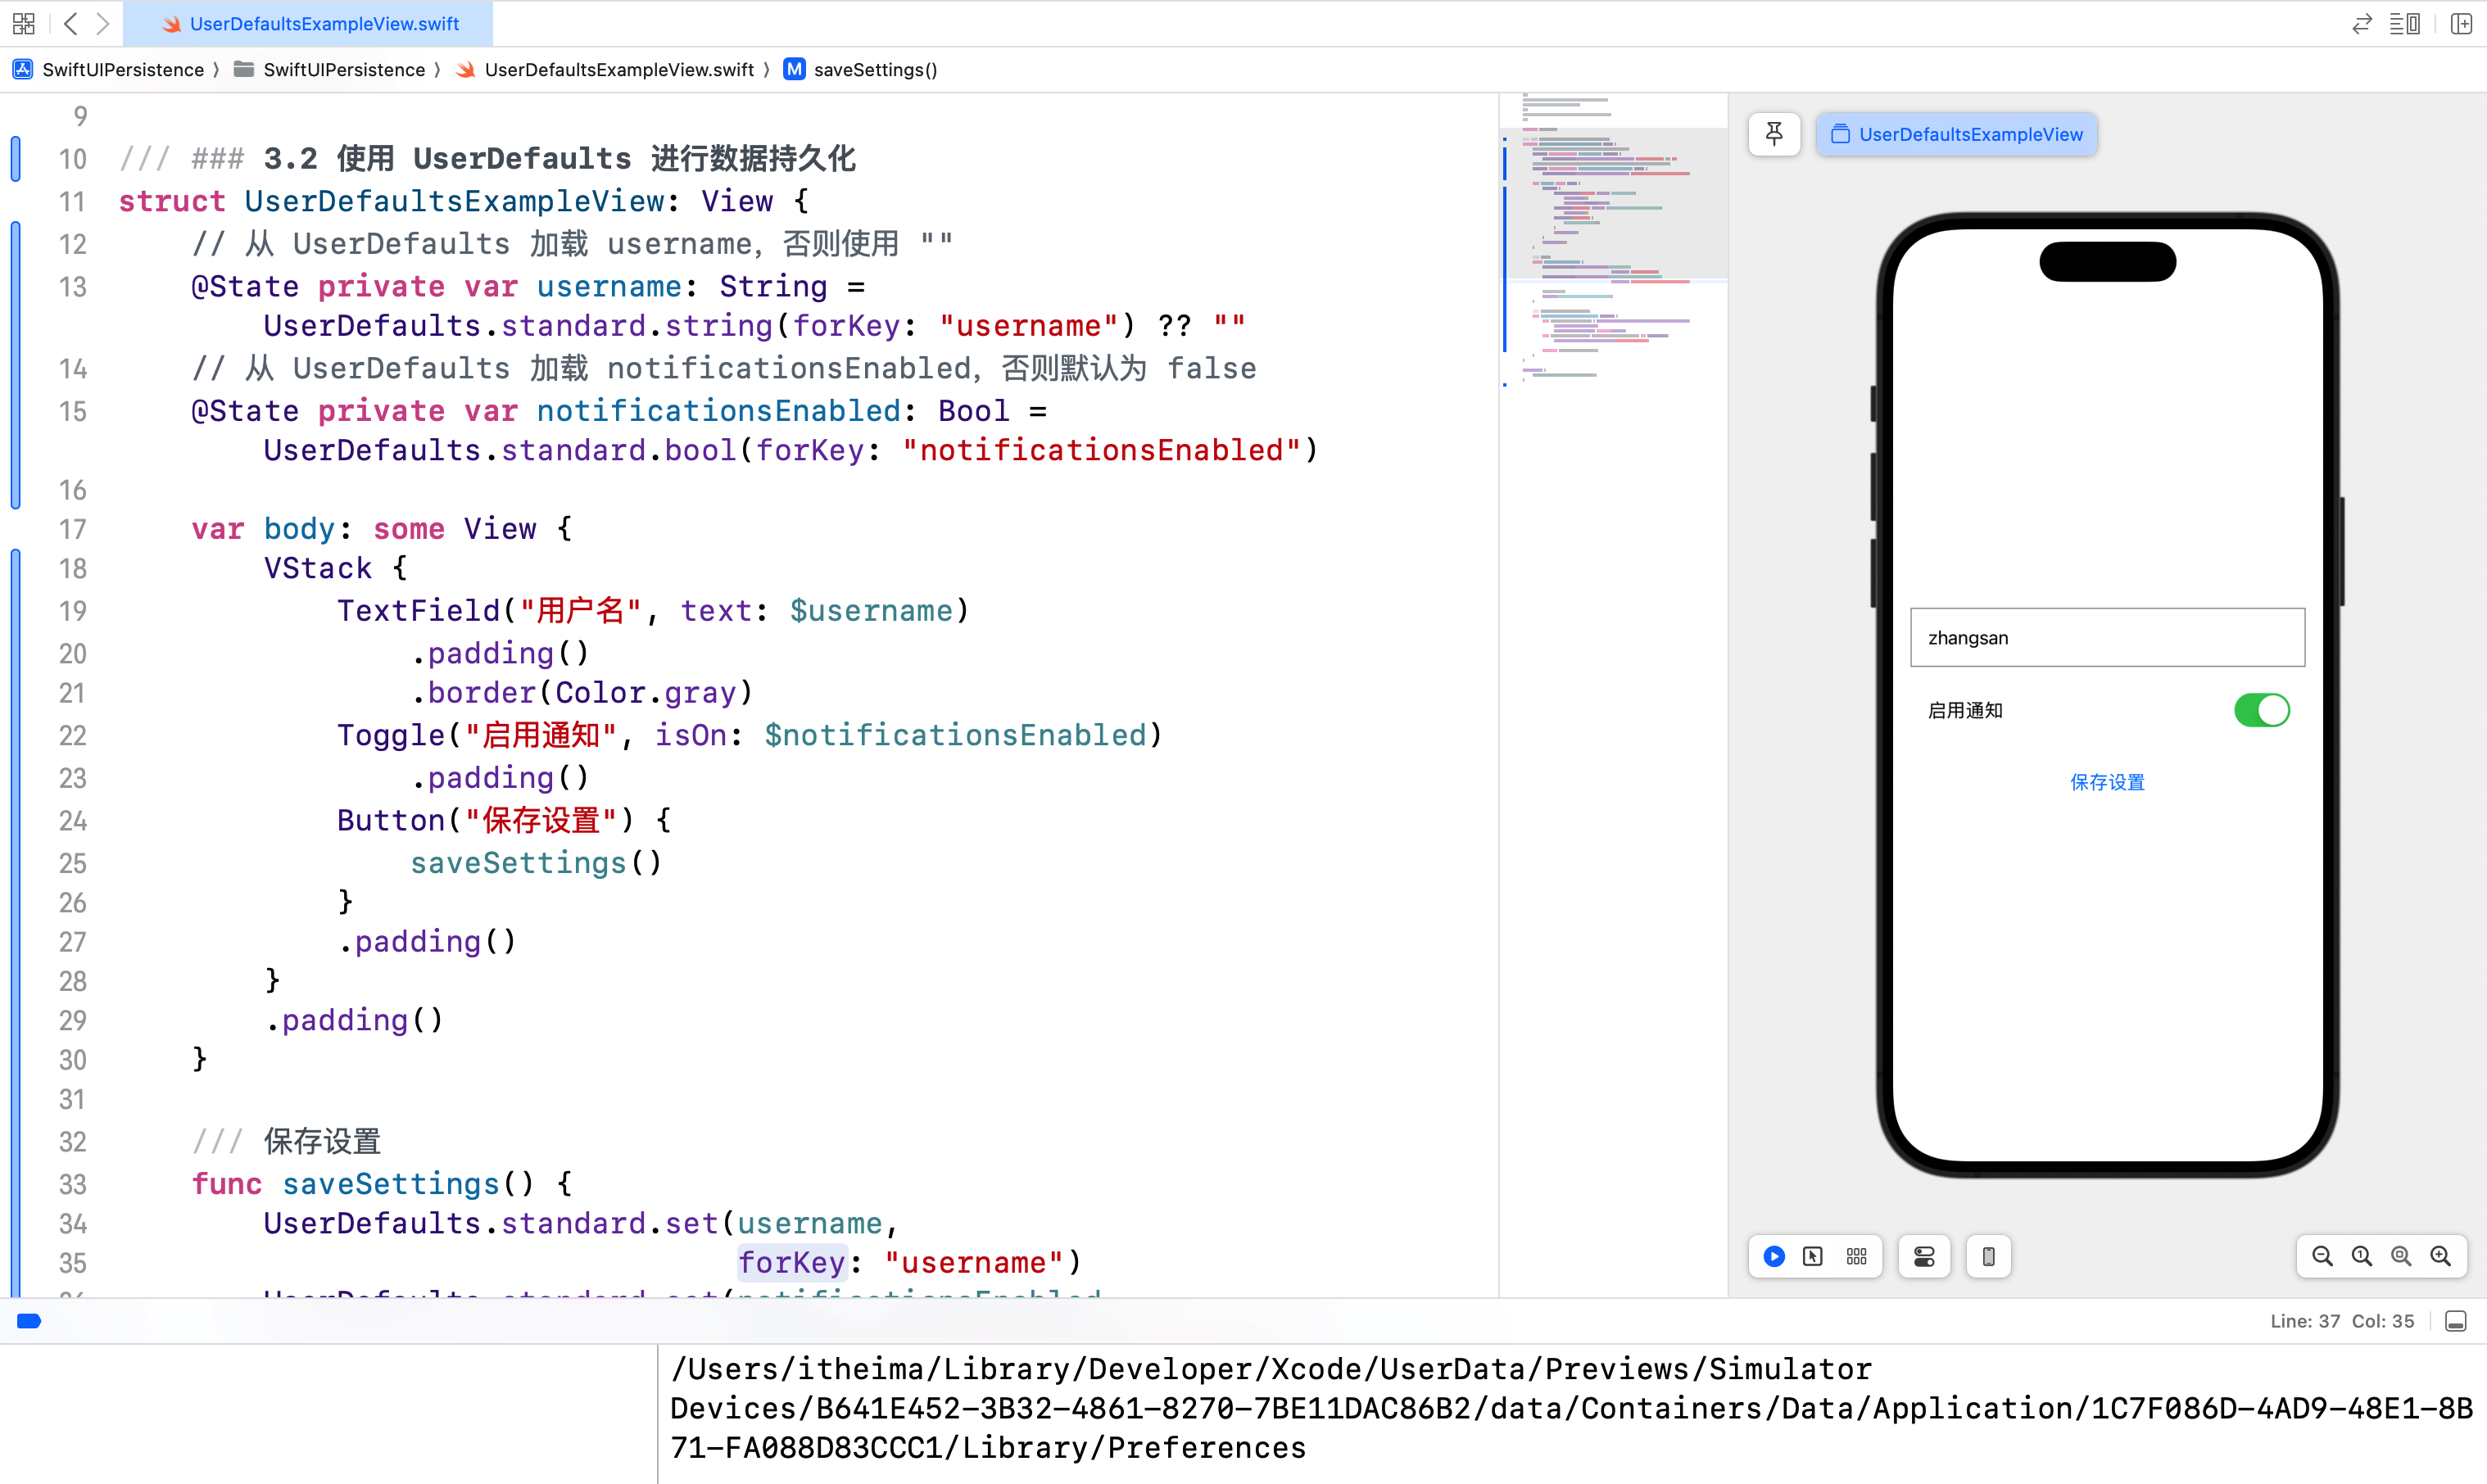 UserDefaultsExampleView.swift
SwiftUIPersistence 〉 SwiftUIPersistence 〉 UserDefaultsExampleView.swift 〉 M saveSettings()
9
10 /// ### 3.2 使用 UserDefaults 进行数据持久化
11 struct UserDefaultsExampleView: View {
12 // 从 UserDefaults 加载 username，否则使用 ""
13 @State private var username: String =
UserDefaults.standard.string(forKey: "username") ?? ""
14 // 从 UserDefaults 加载 notificationsEnabled，否则默认为 false
15 @State private var notificationsEnabled: Bool =
UserDefaults.standard.bool(forKey: "notificationsEnabled")
16
17 var body: some View {
18 VStack {
19 TextField("用户名", text: $username)
20 .padding()
21 .border(Color.gray)
22 Toggle("启用通知", isOn: $notificationsEnabled)
23 .padding()
24 Button("保存设置") {
25 saveSettings()
26 }
27 .padding()
28 }
29 .padding()
30 }
31
32 /// 保存设置
33 func saveSettings() {
34 UserDefaults.standard.set(username,
35 forKey: "username")
UserDefaultsExampleView
zhangsan
启用通知
保存设置
Line: 37 Col: 35
/Users/itheima/Library/Developer/Xcode/UserData/Previews/Simulator
Devices/B641E452-3B32-4861-8270-7BE11DAC86B2/data/Containers/Data/Application/1C7F086D-4AD9-48E1-8B
71-FA088D83CCC1/Library/Preferences